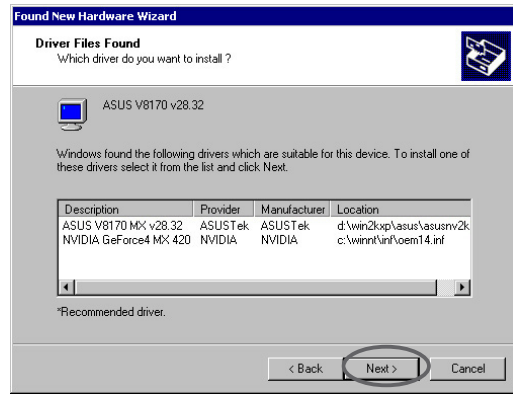 Found New Hardware Wizard
Driver Files Found
Which driver do you want to install ?
ASUS V8170 v28.32
Windows found the following drivers which are suitable for this device. To install one of
these drivers select it from the list and click Next.
Description Provider Manufacturer Location
ASUS V8170 MX v28.32 ASUSTek ASUSTek d:\win2kxp\asus\asusnv2k
NVIDIA GeForce4 MX 420 NVIDIA NVIDIA c:\winnt\inf\oem14.inf
*Recommended driver.
< Back Next > Cancel